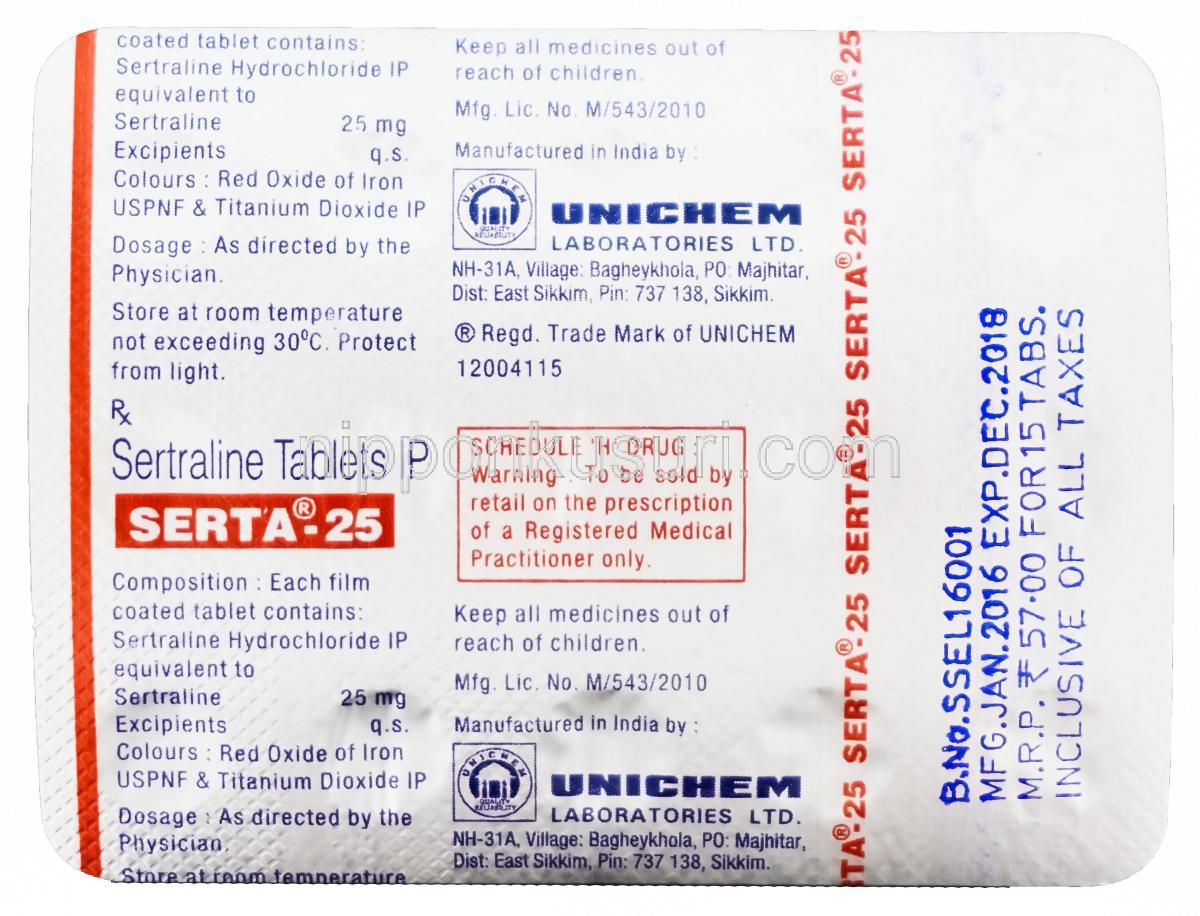 coated tablet contains:
Sertraline Hydrochloride IP
equivalent to
Sertraline 25 mg
Excipients q.s.
Colours : Red Oxide of Iron
USPNF & Titanium Dioxide IP
Dosage : As directed by the
Physician.
Store at room temperature
not exceeding 30⁰C. Protect
from light.
Rx
Sertraline Tablets IP
SERTA®-25
Composition : Each film
coated tablet contains:
Sertraline Hydrochloride IP
equivalent to
Sertraline 25 mg
Excipients q.s.
Colours : Red Oxide of Iron
USPNF & Titanium Dioxide IP
Dosage : As directed by the
Physician.
Store at room temperature
Keep all medicines out of
reach of children.
Mfg. Lic. No. M/543/2010
Manufactured in India by :
UNICHEM
QUALITY
RELIABILITY
UNICHEM
LABORATORIES LTD.
NH-31A, Village: Bagheykhola, PO: Majhitar,
Dist: East Sikkim, Pin: 737 138, Sikkim.
® Regd. Trade Mark of UNICHEM
12004115
SCHEDULE 'H' DRUG
Warning : To be sold by
retail on the prescription
of a Registered Medical
Practitioner only.
Keep all medicines out of
reach of children.
Mfg. Lic. No. M/543/2010
Manufactured in India by :
UNICHEM
QUALITY
RELIABILITY
UNICHEM
LABORATORIES LTD.
NH-31A, Village: Bagheykhola, PO: Majhitar,
Dist: East Sikkim, Pin: 737 138, Sikkim.
TA®-25 SERTA®-25 SERTA®-25 SERTA®-25 SERTA®-25
B.No.SSEL16001
MFG.JAN.2016 EXP.DEC.2018
M.R.P. ₹ 57.00 FOR 15 TABS.
INCLUSIVE OF ALL TAXES
nipponkusuri.com